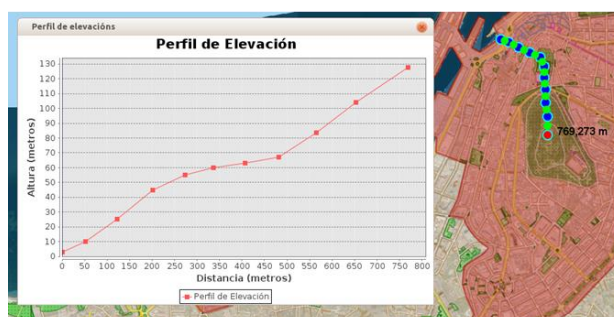 Perfil de elevacións
Perfil de Elevación
Altura (metros)
130
120
110
100
90
80
70
60
50
40
30
20
10
0
0 50 100 150 200 250 300 350 400 450 500 550 600 650 700 750 800
Distancia (metros)
Perfil de Elevación
769,273 m